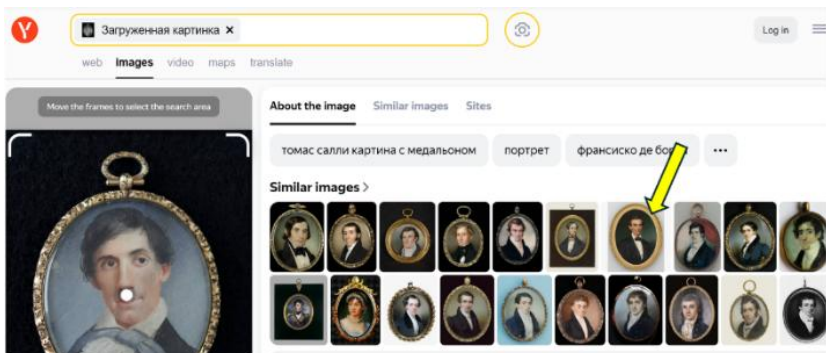 Загруженная картинка ×
Log in
web images video maps translate
Move the frames to select the search area
About the image Similar images Sites
томас салли картина с медальоном портрет франсиско де ...
Similar images >